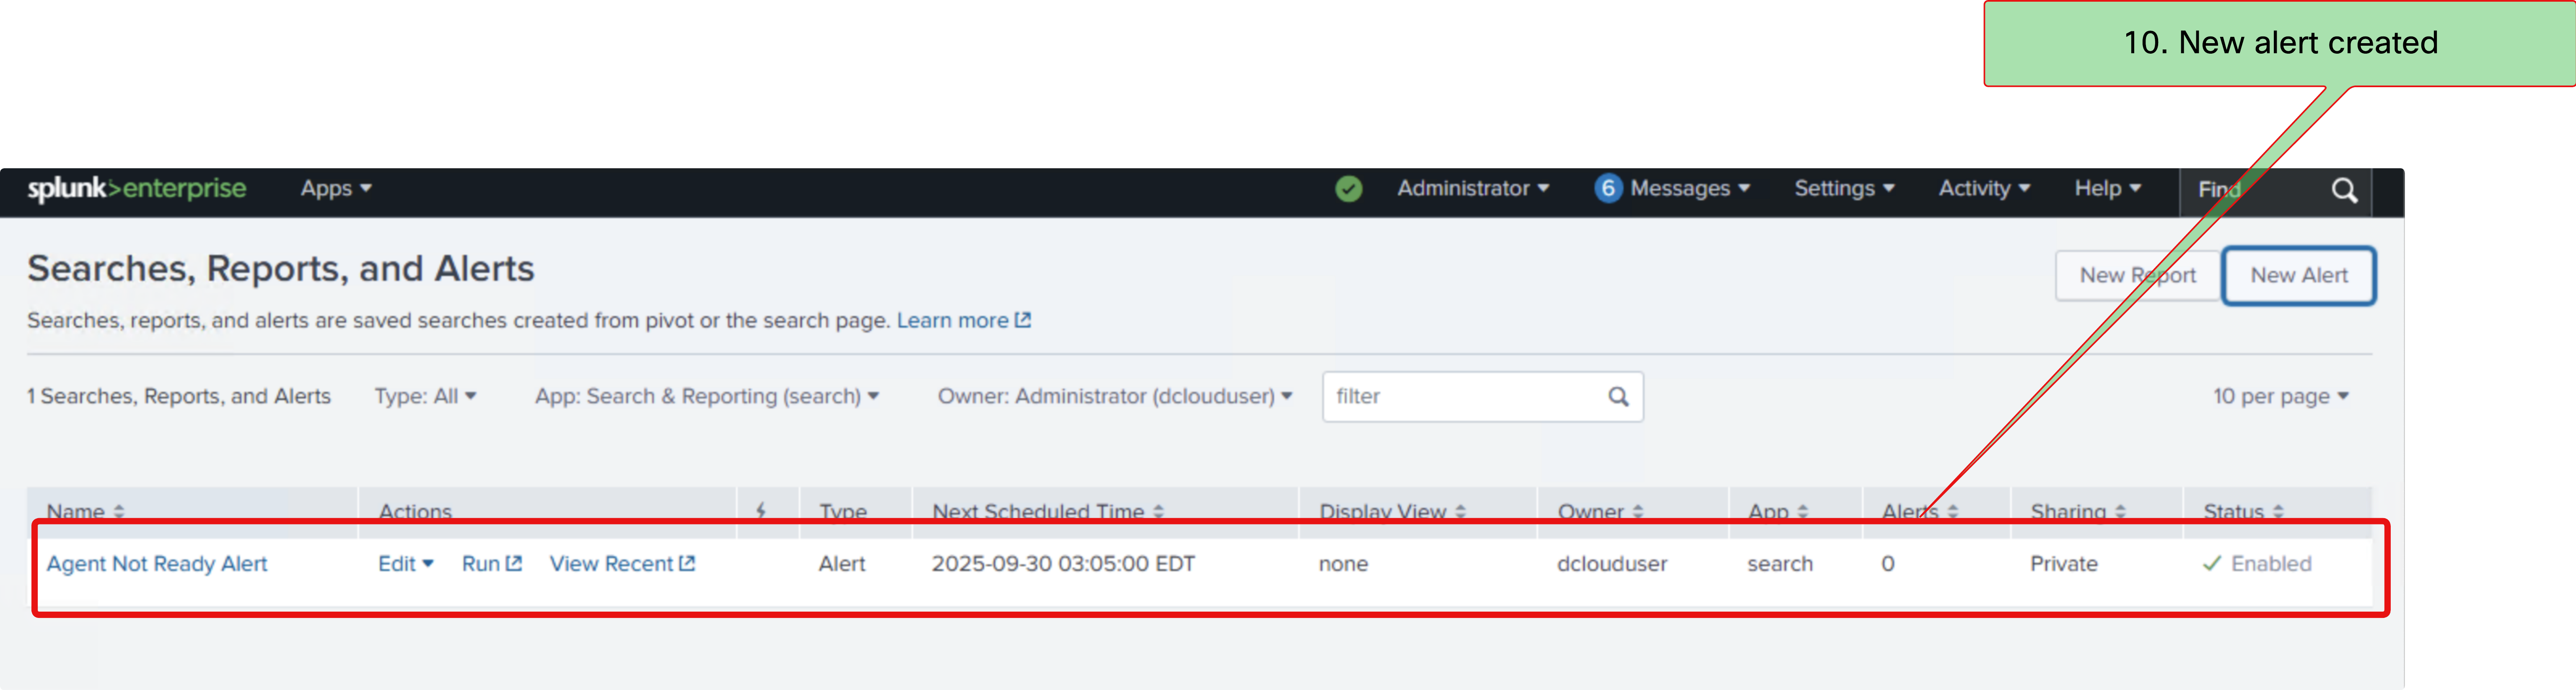 10. New alert created
splunk>enterprise Apps Administrator 6 Messages Settings Activity Help Find
Searches, Reports, and Alerts
New Report New Alert
Searches, reports, and alerts are saved searches created from pivot or the search page. Learn more
1 Searches, Reports, and Alerts Type: All App: Search & Reporting (search) Owner: Administrator (dclouduser) filter 10 per page
Name Actions Type Next Scheduled Time Display View Owner App Alerts Sharing Status
Agent Not Ready Alert Edit Run View Recent Alert 2025-09-30 03:05:00 EDT none dclouduser search 0 Private Enabled